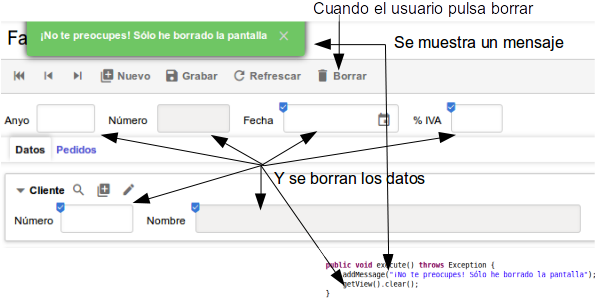 Cuando el usuario pulsa borrar
¡No te preocupes! Sólo he borrado la pantalla
Fa
Se muestra un mensaje
Nuevo Grabar Refrescar Borrar
Anyo Número Fecha % IVA
Datos Pedidos
Y se borran los datos
Cliente
Número Nombre
public void execute() throws Exception {
addMessage("¡No te preocupes! Sólo he borrado la pantalla");
getView().clear();
}